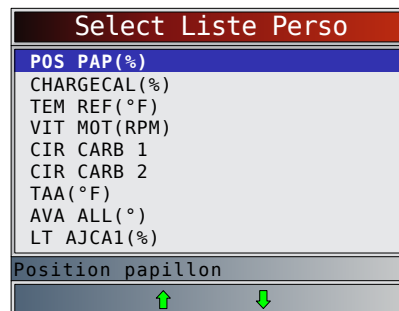 Select Liste Perso
POS PAP(%)
CHARGECAL(%)
TEM REF(°F)
VIT MOT(RPM)
CIR CARB 1
CIR CARB 2
TAA(°F)
AVA ALL(°)
LT AJCA1(%)
Position papillon